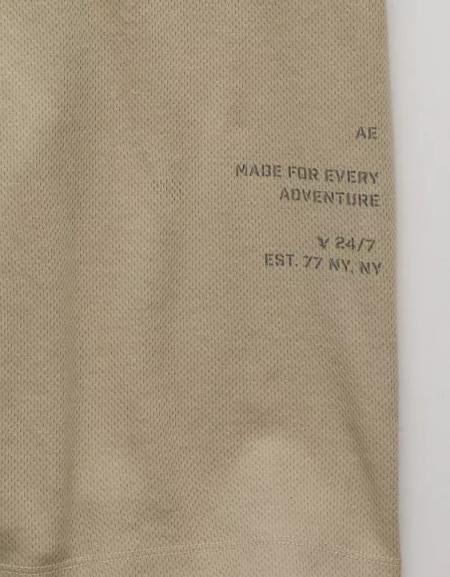 AE
MADE FOR EVERY
ADVENTURE
24/7
EST. 77 NY, NY